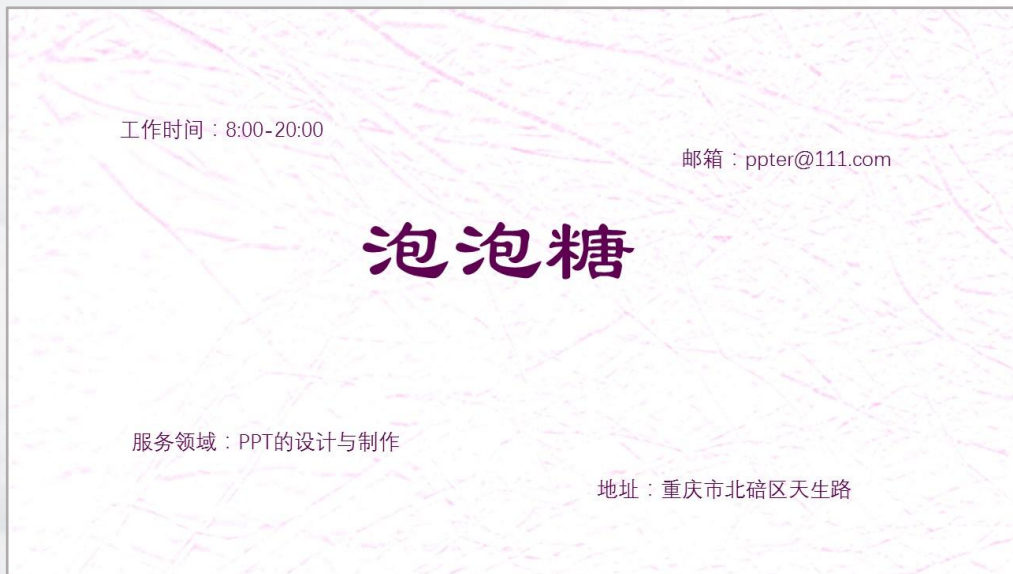 工作时间：8:00-20:00
邮箱：ppter@111.com
泡泡糖
服务领域：PPT的设计与制作
地址：重庆市北碚区天生路